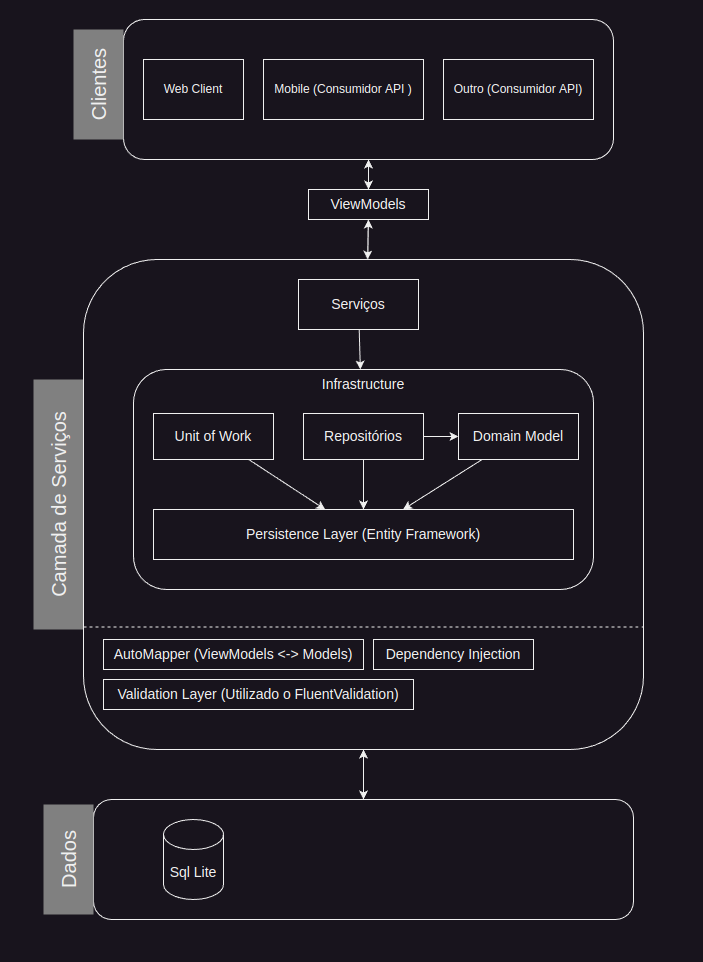 Clientes
Web Client
Mobile (Consumidor API )
Outro (Consumidor API)
ViewModels
Camada de Serviços
Serviços
Infrastructure
Unit of Work
Repositórios
Domain Model
Persistence Layer (Entity Framework)
AutoMapper (ViewModels <-> Models)
Dependency Injection
Validation Layer (Utilizado o FluentValidation)
Dados
Sql Lite